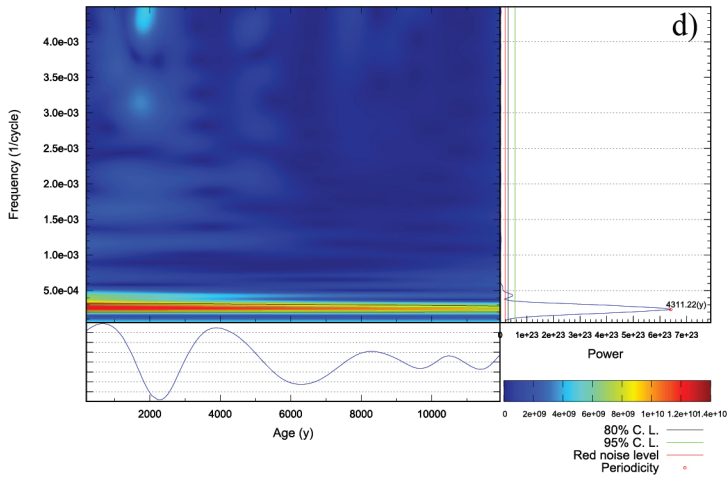 d)
4.0e-03
3.5e-03
3.0e-03
2.5e-03
2.0e-03
1.5e-03
1.0e-03
5.0e-04
Frequency (1/cycle)
4311.22(y)
0 1e+23 2e+23 3e+23 4e+23 5e+23 6e+23 7e+23
Power
2000 4000 6000 8000 10000
Age (y)
0 2e+09 4e+09 6e+09 8e+09 1e+10 1.2e+10 1.4e+10
80% C. L.
95% C. L.
Red noise level
Periodicity